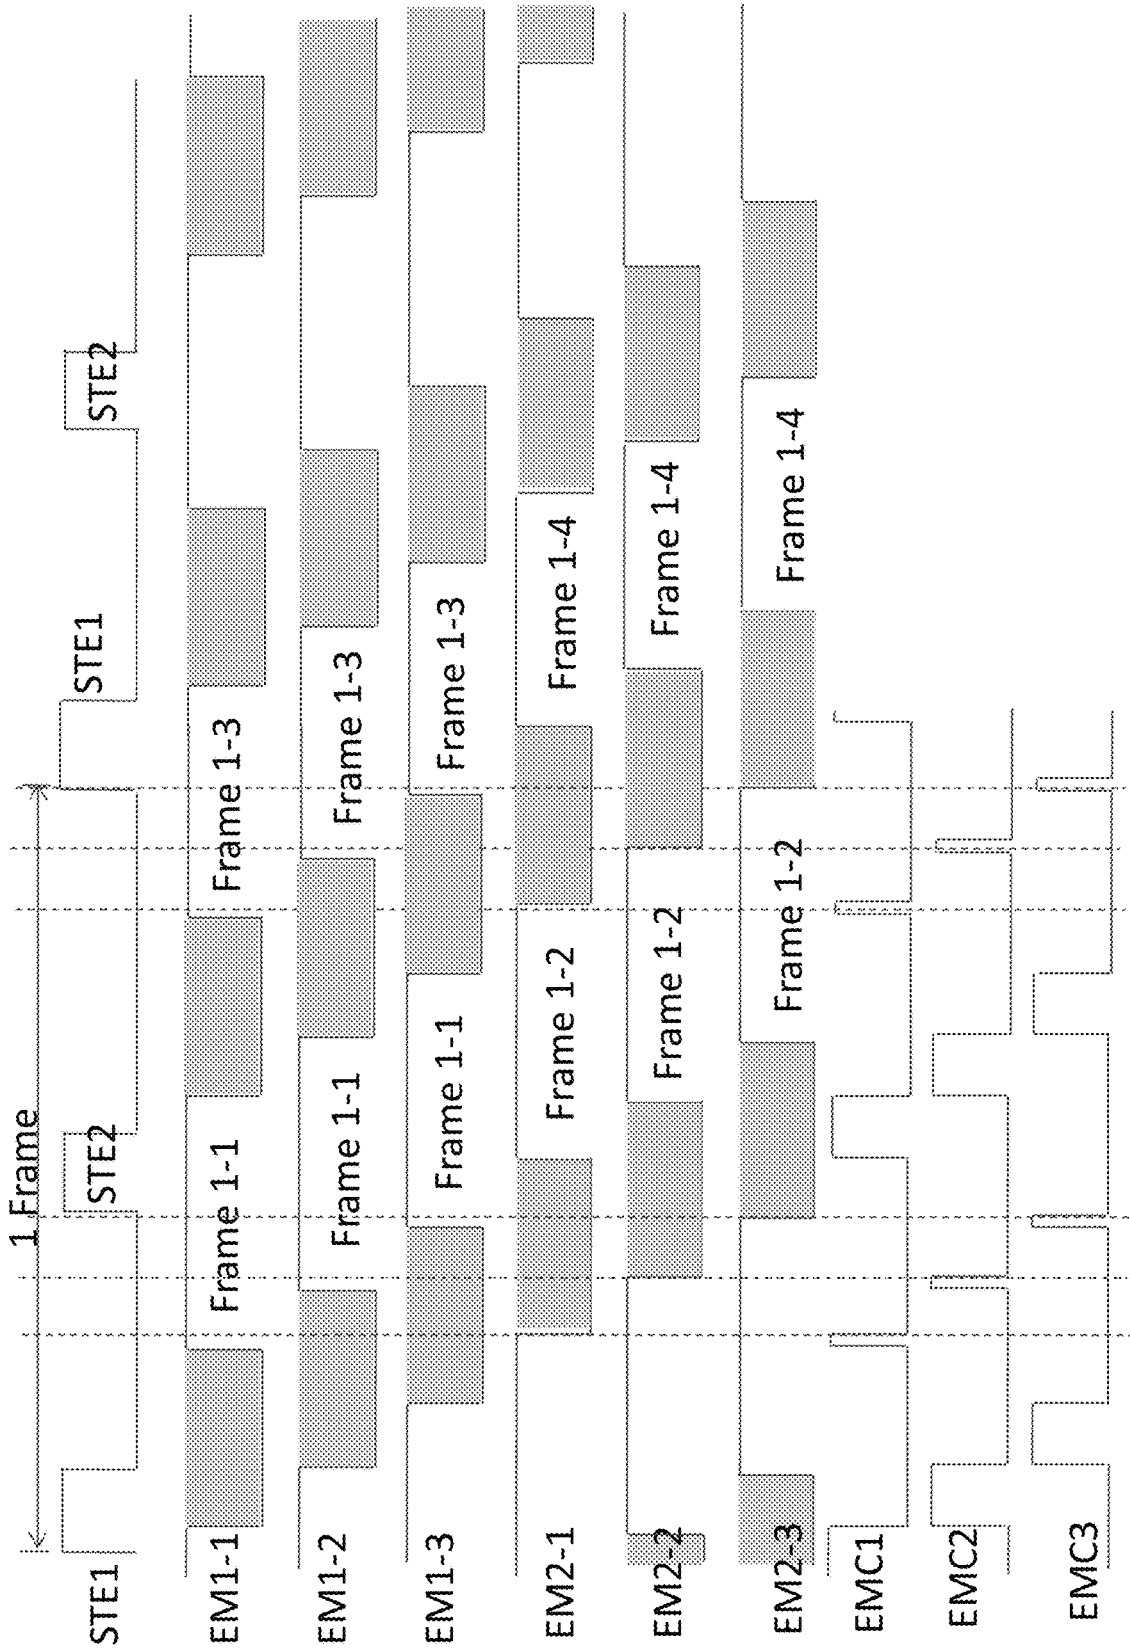 1 Frame
STE1 STE2 STE1 STE2
EM1-1 Frame 1-1 Frame 1-3
EM1-2 Frame 1-1 Frame 1-3
EM1-3 Frame 1-1 Frame 1-3
EM2-1 Frame 1-2 Frame 1-4
EM2-2 Frame 1-2 Frame 1-4
EM2-3 Frame 1-2 Frame 1-4
EMC1
EMC2
EMC3